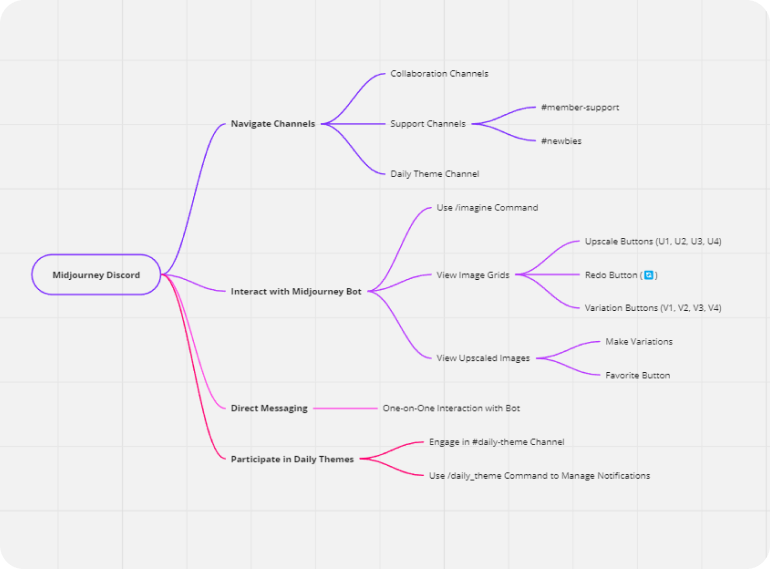 Midjourney Discord
Navigate Channels
Collaboration Channels
Support Channels
#member-support
#newbies
Daily Theme Channel
Interact with Midjourney Bot
Use /imagine Command
View Image Grids
Upscale Buttons (U1, U2, U3, U4)
Redo Button (🔄)
Variation Buttons (V1, V2, V3, V4)
View Upscaled Images
Make Variations
Favorite Button
Direct Messaging
One-on-One Interaction with Bot
Participate in Daily Themes
Engage in #daily-theme Channel
Use /daily_theme Command to Manage Notifications